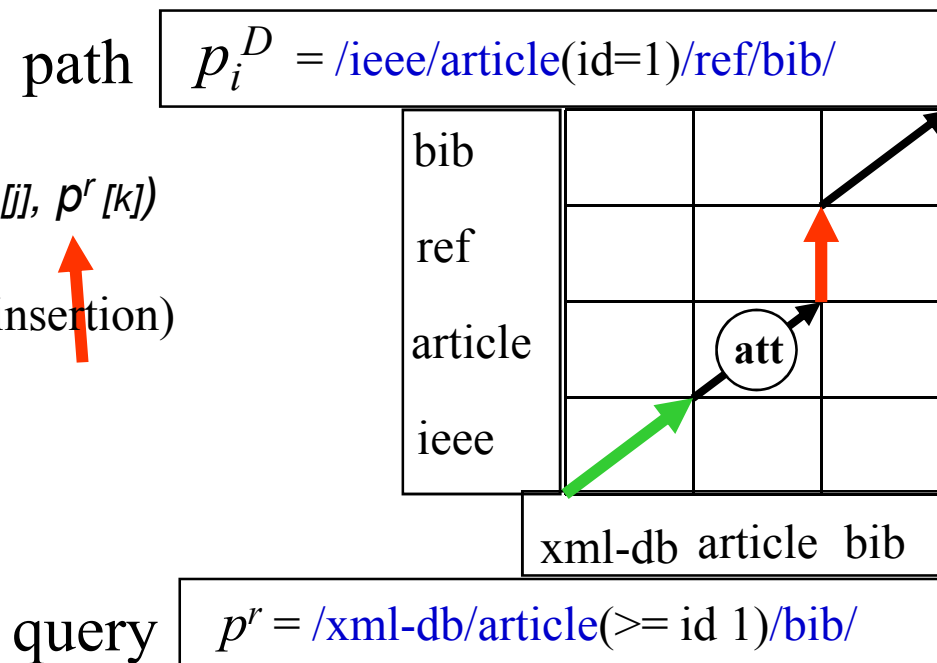 path p_i^D = /ieee/article(id=1)/ref/bib/
bib
[j], p^r [k])
ref
insertion)
article
att
ieee
xml-db article bib
query p^r = /xml-db/article(>= id 1)/bib/